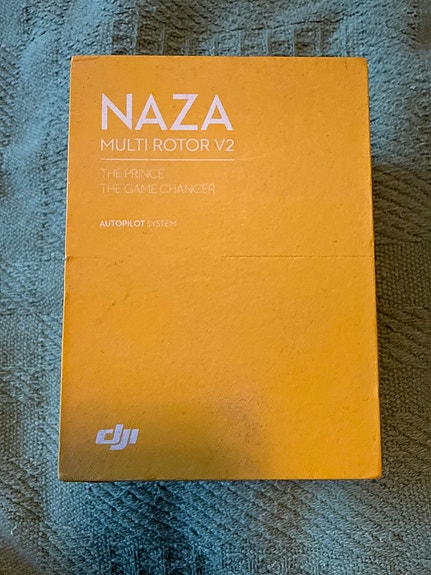 NAZA
MULTI ROTOR V2
THE PRINCE
THE GAME CHANGER
AUTOPILOT SYSTEM
dji